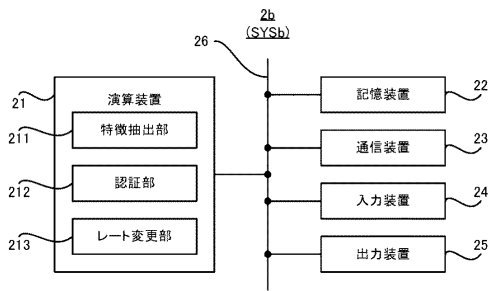 2b
(SYSb)
26
21
演算装置
211
特徴抽出部
212
認証部
213
レート変更部
22
記憶装置
23
通信装置
24
入力装置
25
出力装置